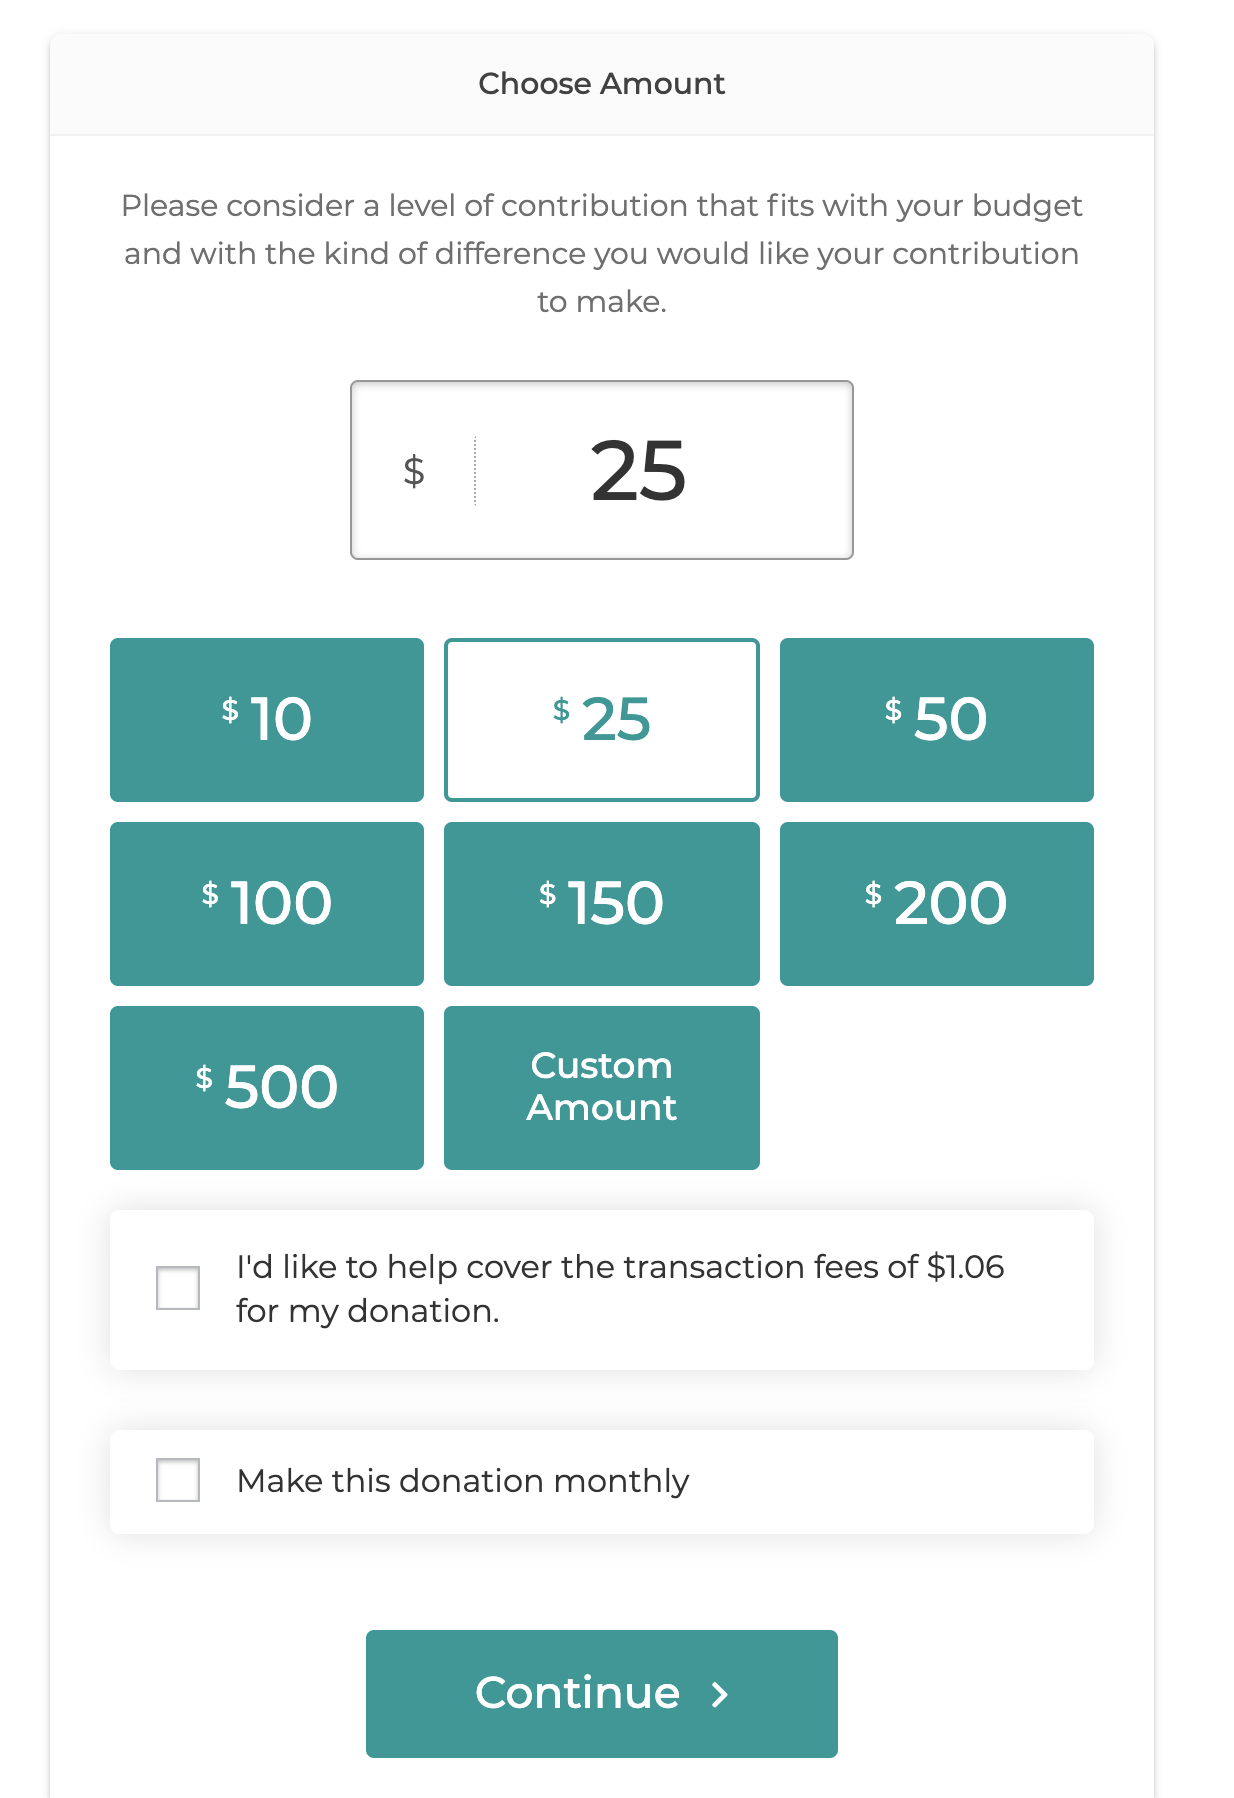 Choose Amount
Please consider a level of contribution that fits with your budget
and with the kind of difference you would like your contribution
to make.
$ 25
$ 10
$ 25
$ 50
$ 100
$ 150
$ 200
$ 500
Custom
Amount
I'd like to help cover the transaction fees of $1.06
for my donation.
Make this donation monthly
Continue >